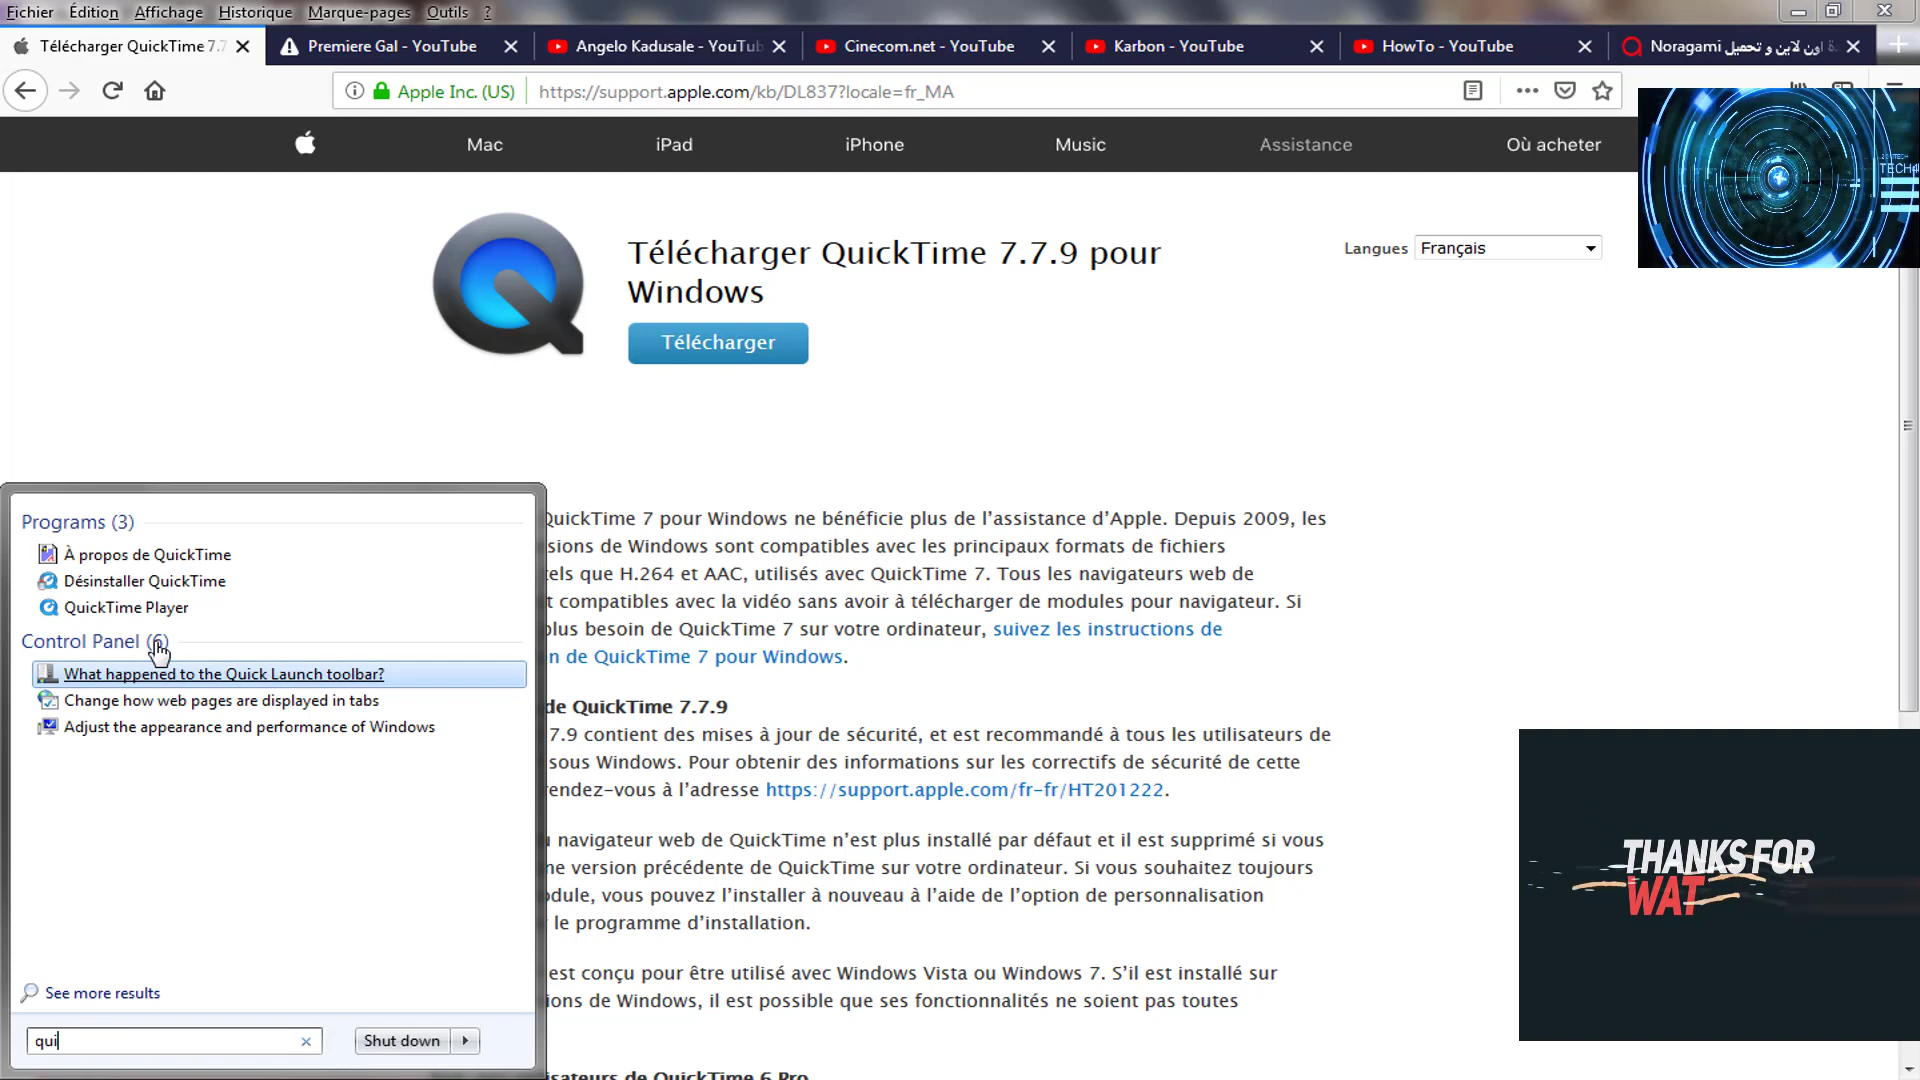 Fichier Édition Affichage Historique Marque-pages Outils ?
Télécharger QuickTime 7.7
Premiere Gal - YouTube
Angelo Kadusale - YouTub
Cinecom.net - YouTube
Karbon - YouTube
HowTo - YouTube
Noragami اون لاين و تحميل
Apple Inc. (US)
https://support.apple.com/kb/DL837?locale=fr_MA
Mac iPad iPhone Music Assistance Où acheter
TECH
Télécharger QuickTime 7.7.9 pour
Windows
Langues Français
Télécharger
QuickTime 7 pour Windows ne bénéficie plus de l’assistance d’Apple. Depuis 2009, les
sions de Windows sont compatibles avec les principaux formats de fichiers
tels que H.264 et AAC, utilisés avec QuickTime 7. Tous les navigateurs web de
t compatibles avec la vidéo sans avoir à télécharger de modules pour navigateur. Si
plus besoin de QuickTime 7 sur votre ordinateur, suivez les instructions de
n de QuickTime 7 pour Windows.
de QuickTime 7.7.9
7.9 contient des mises à jour de sécurité, et est recommandé à tous les utilisateurs de
sous Windows. Pour obtenir des informations sur les correctifs de sécurité de cette
rendez-vous à l’adresse https://support.apple.com/fr-fr/HT201222.
u navigateur web de QuickTime n’est plus installé par défaut et il est supprimé si vous
ne version précédente de QuickTime sur votre ordinateur. Si vous souhaitez toujours
odule, vous pouvez l’installer à nouveau à l’aide de l’option de personnalisation
r le programme d’installation.
est conçu pour être utilisé avec Windows Vista ou Windows 7. S’il est installé sur
ions de Windows, il est possible que ses fonctionnalités ne soient pas toutes
isateurs de QuickTime 6 Pro
Programs (3)
À propos de QuickTime
Désinstaller QuickTime
QuickTime Player
Control Panel (6)
What happened to the Quick Launch toolbar?
Change how web pages are displayed in tabs
Adjust the appearance and performance of Windows
See more results
qui
Shut down
THANKS FOR
WAT